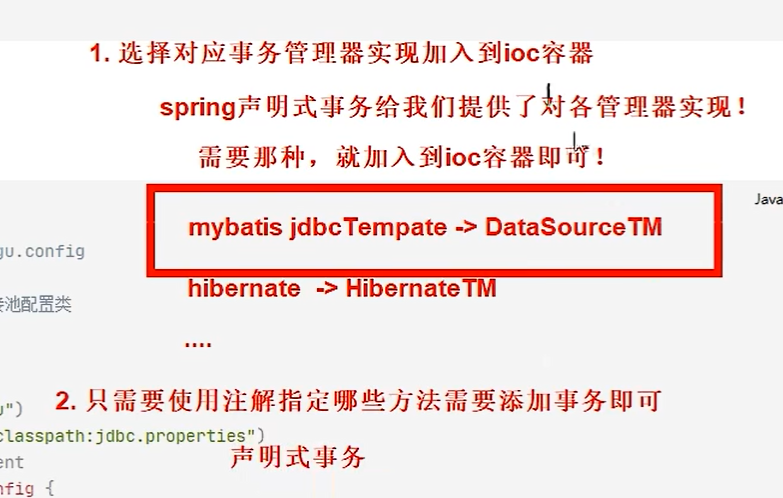 1. 选择对应事务管理器实现加入到ioc容器
spring声明式事务给我们提供了对各管理器实现！
需要那种，就加入到ioc容器即可！
Java
mybatis jdbcTempate -> DataSourceTM
gu.config
hibernate -> HibernateTM
接池配置类
....
2. 只需要使用注解指定哪些方法需要添加事务即可
")
classpath:jdbc.properties")
声明式事务
ent
nfig {